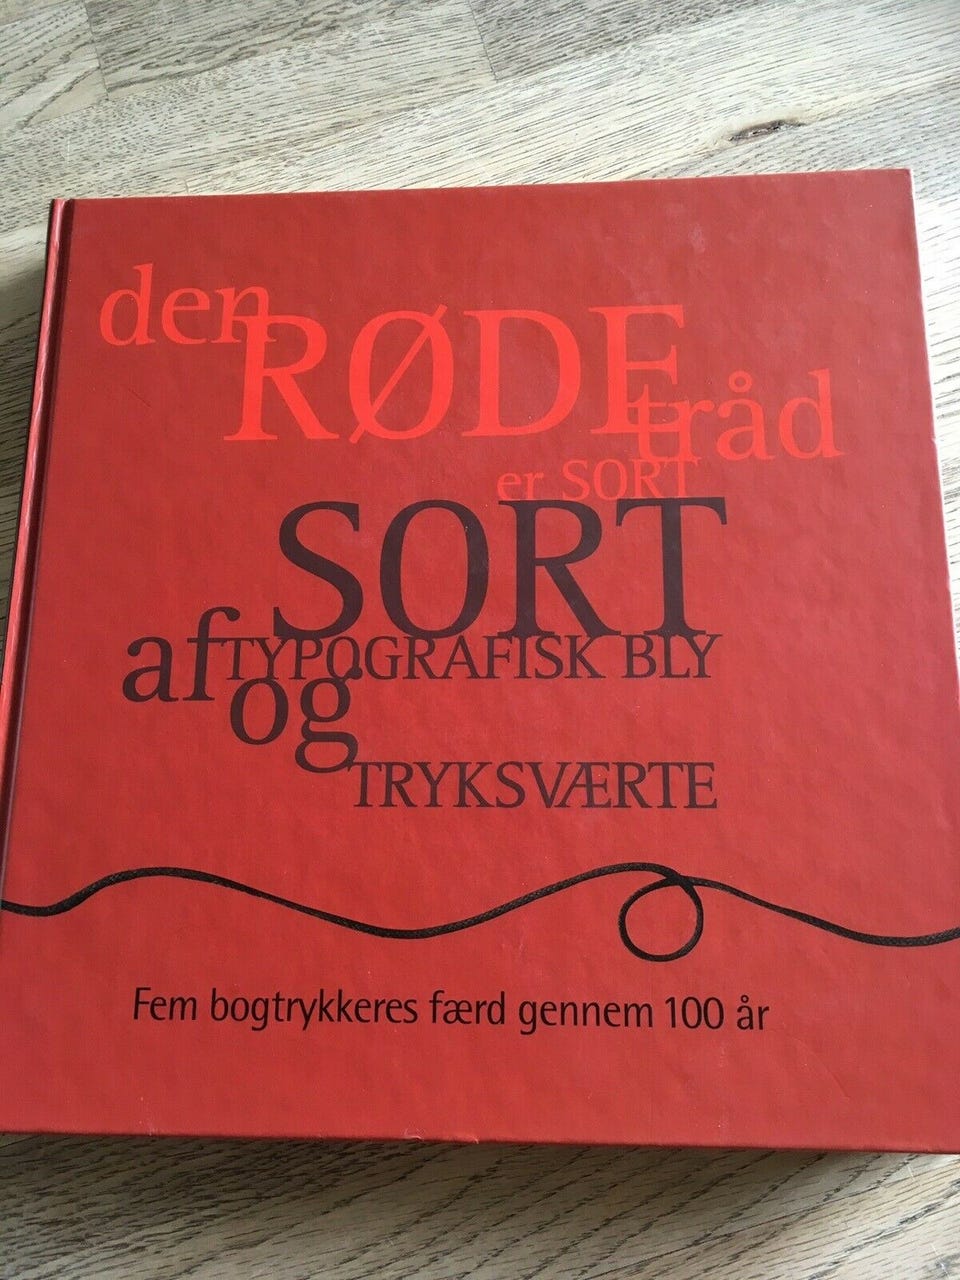 den
RØDE
tråd
er SORT
SORT
af TYPOGRAFISK BLY
og
TRYKSVÆRTE
Fem bogtrykkeres færd gennem 100 år